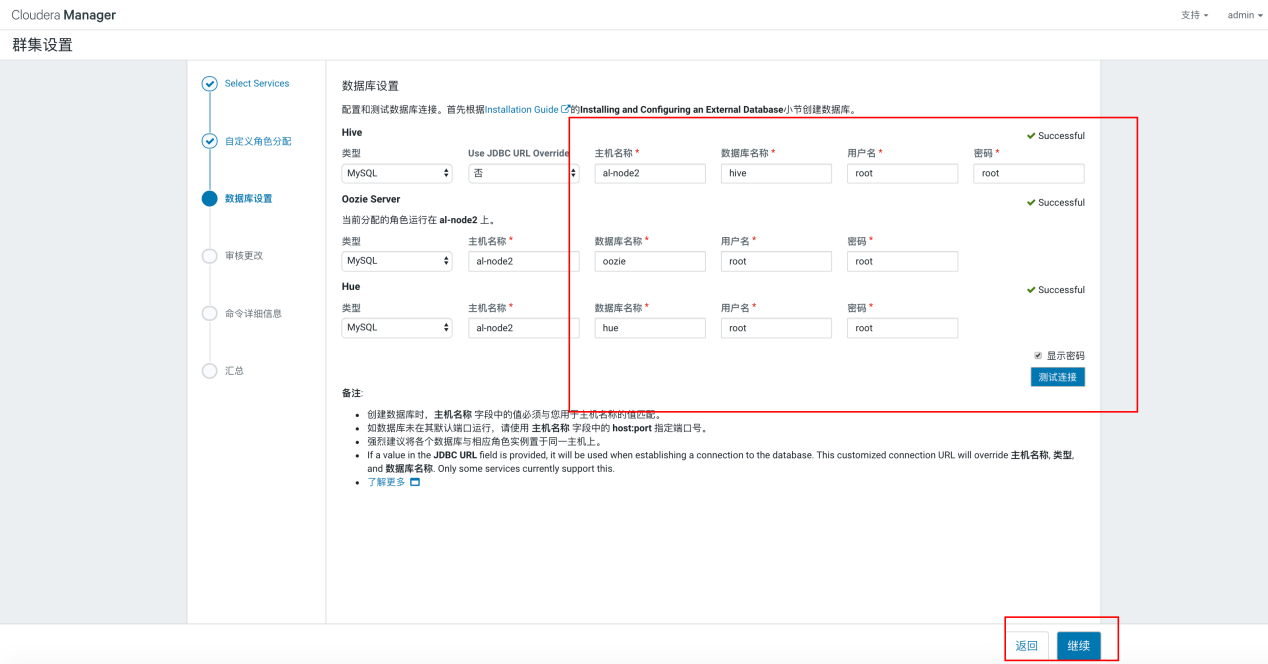 Cloudera Manager
支持 admin
群集设置
Select Services
自定义角色分配
数据库设置
审核更改
命令详细信息
汇总
数据库设置
配置和测试数据库连接。首先根据Installation Guide 的Installing and Configuring an External Database小节创建数据库。
Hive
Successful
类型 Use JDBC URL Override 主机名称 * 数据库名称 * 用户名 * 密码 *
MySQL 否 al-node2 hive root root
Oozie Server
Successful
当前分配的角色运行在 al-node2 上。
类型 主机名称 * 数据库名称 * 用户名 * 密码 *
MySQL al-node2 oozie root root
Hue
Successful
类型 主机名称 * 数据库名称 * 用户名 * 密码 *
MySQL al-node2 hue root root
显示密码
测试连接
备注:
创建数据库时，主机名称 字段中的值必须与您用于主机名称的值匹配。
如数据库未在其默认端口运行，请使用 主机名称 字段中的 host:port 指定端口号。
强烈建议将各个数据库与相应角色实例置于同一主机上。
If a value in the JDBC URL field is provided, it will be used when establishing a connection to the database. This customized connection URL will override 主机名称, 类型,
and 数据库名称. Only some services currently support this.
了解更多
返回 继续